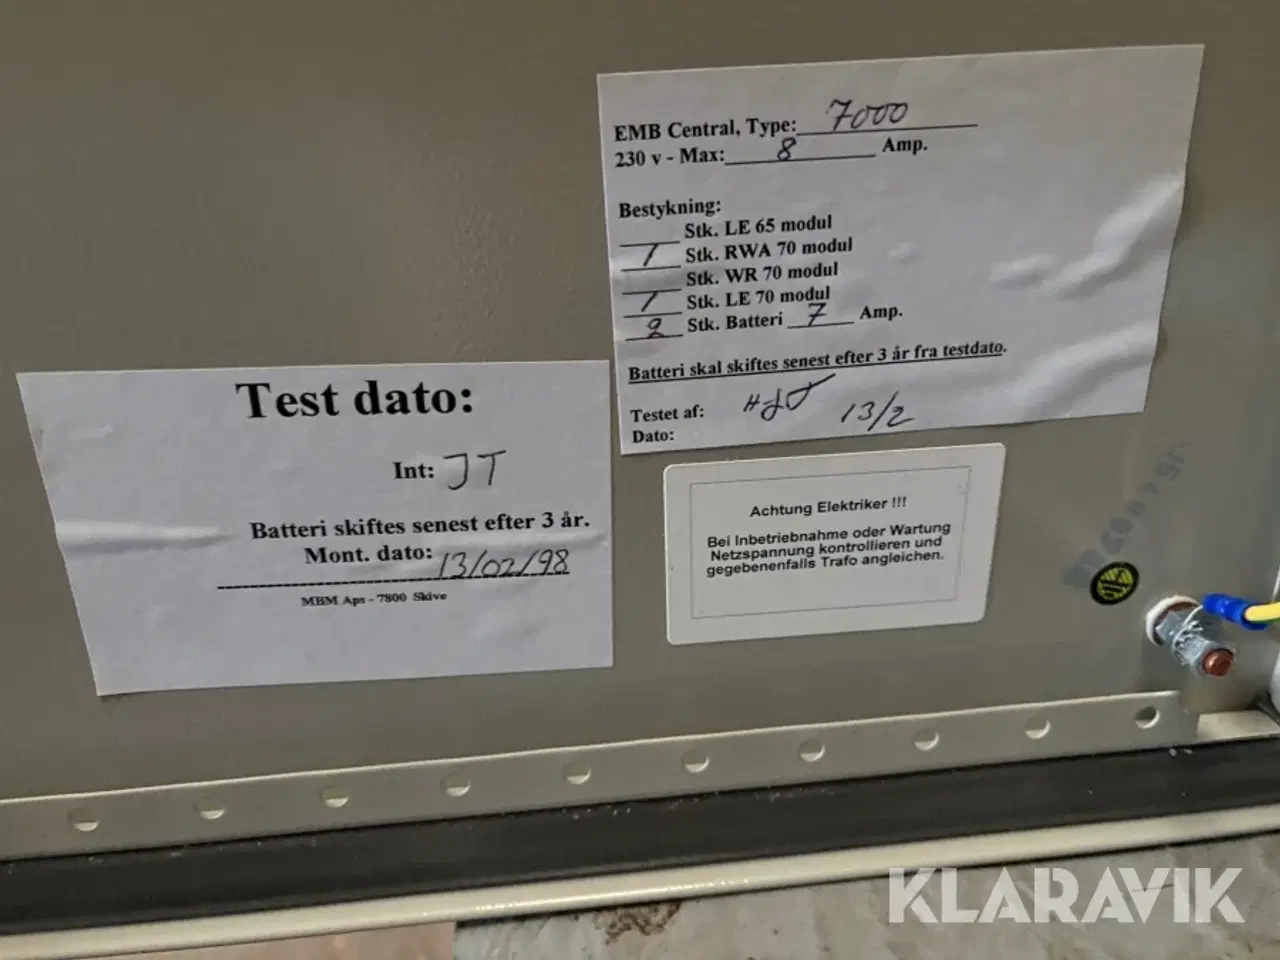 EMB Central, Type: 7000
230 v - Max: 8 Amp.
Bestykning:
Stk. LE 65 modul
1 Stk. RWA 70 modul
Stk. WR 70 modul
1 Stk. LE 70 modul
2 Stk. Batteri 7 Amp.
Batteri skal skiftes senest efter 3 år fra testdato.
Testet af:
Dato: 13/2
Test dato:
Int: JT
Batteri skiftes senest efter 3 år.
Mont. dato: 13/02/98
MBM Aps - 7800 Skive
Achtung Elektriker !!!
Bei Inbetriebnahme oder Wartung
Netzspannung kontrollieren und
gegebenenfalls Trafo angleichen.
KLARAVIK